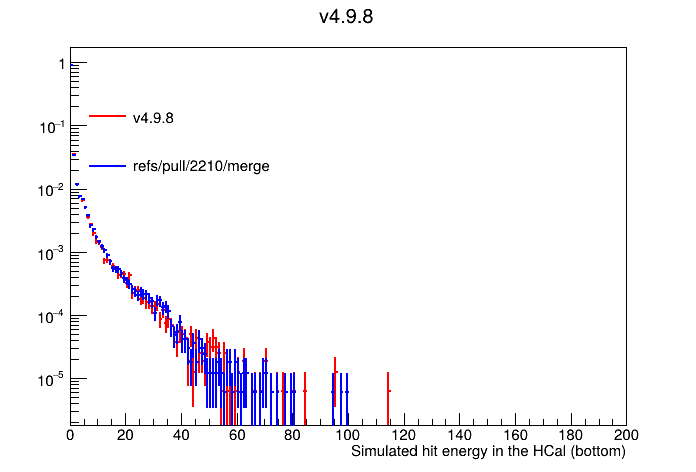 v4.9.8
1
10⁻¹
10⁻²
10⁻³
10⁻⁴
10⁻⁵
v4.9.8
refs/pull/2210/merge
0 20 40 60 80 100 120 140 160 180 200
Simulated hit energy in the HCal (bottom)